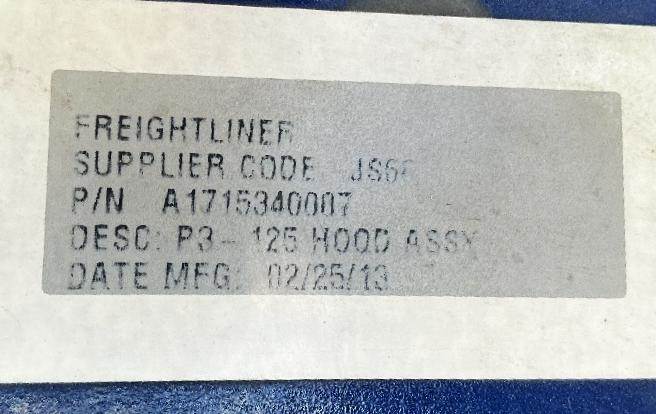 FREIGHTLINER
SUPPLIER CODE
P/N A1715340007
DESC: P3-125 HOOD ASSY
DATE MFG: 02/25/13